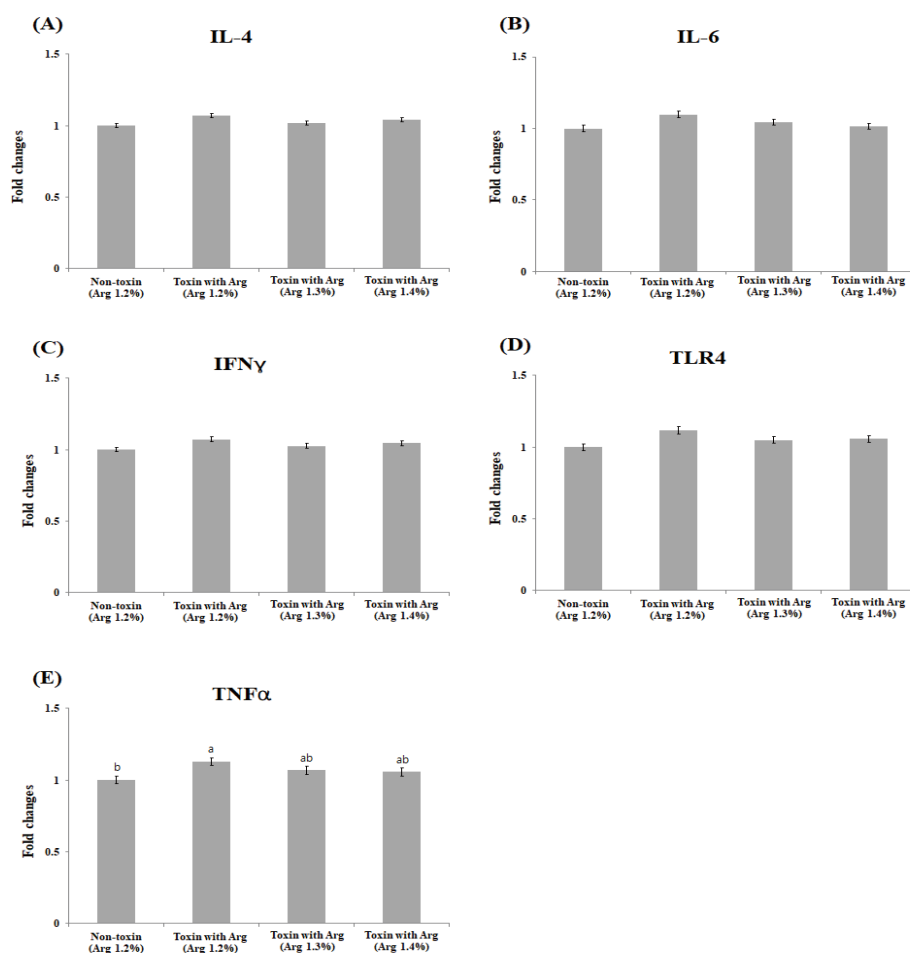 (A)
IL-4
1.5
1
0.5
0
Fold changes
Non-toxin Toxin with Arg Toxin with Arg Toxin with Arg
(Arg 1.2%) (Arg 1.2%) (Arg 1.3%) (Arg 1.4%)
(B)
IL-6
1.5
1
0.5
0
Fold changes
Non-toxin Toxin with Arg Toxin with Arg Toxin with Arg
(Arg 1.2%) (Arg 1.2%) (Arg 1.3%) (Arg 1.4%)
(C)
IFNɣ
1.5
1
0.5
0
Fold changes
Non-toxin Toxin with Arg Toxin with Arg Toxin with Arg
(Arg 1.2%) (Arg 1.2%) (Arg 1.3%) (Arg 1.4%)
(D)
TLR4
1.5
1
0.5
0
Fold changes
Non-toxin Toxin with Arg Toxin with Arg Toxin with Arg
(Arg 1.2%) (Arg 1.2%) (Arg 1.3%) (Arg 1.4%)
(E)
TNFα
1.5
1
0.5
0
Fold changes
b a ab ab
Non-toxin Toxin with Arg Toxin with Arg Toxin with Arg
(Arg 1.2%) (Arg 1.2%) (Arg 1.3%) (Arg 1.4%)